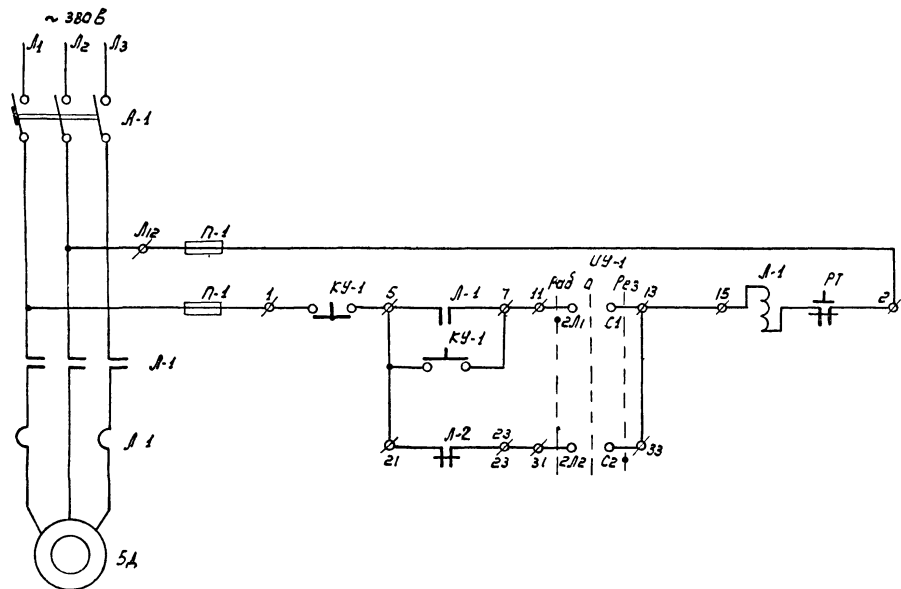 ~ 380 В
Л1 Л2 Л3
А-1
Л12 П-1
П-1 1 КУ-1 5 Л-1 7 11 Раб 0 УУ-1 Рез 13 15 Л-1 РТ 2
2Л1 С1
КУ-1
Л-1
Л-1
21 Л-2 23 31 2Л2 С2 33
23
5Д